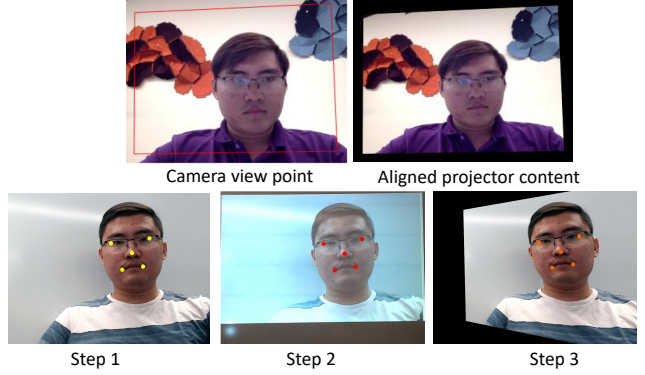 Camera view point
Aligned projector content
Step 1
Step 2
Step 3